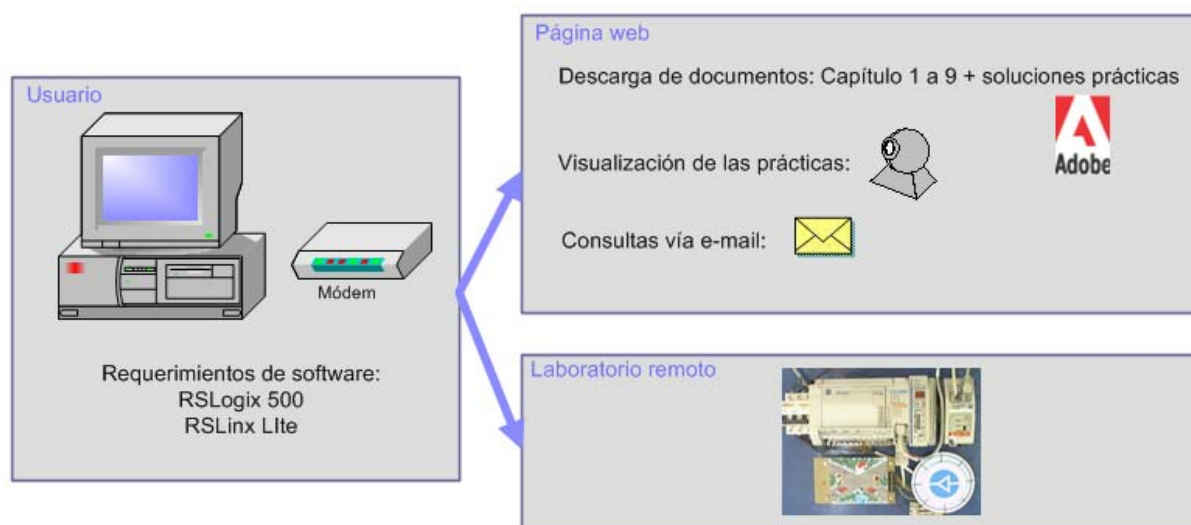 Usuario
Módem
Requerimientos de software:
RSLogix 500
RSLinx LIte
Página web
Descarga de documentos: Capítulo 1 a 9 + soluciones prácticas
Adobe
Visualización de las prácticas:
Consultas vía e-mail:
Laboratorio remoto